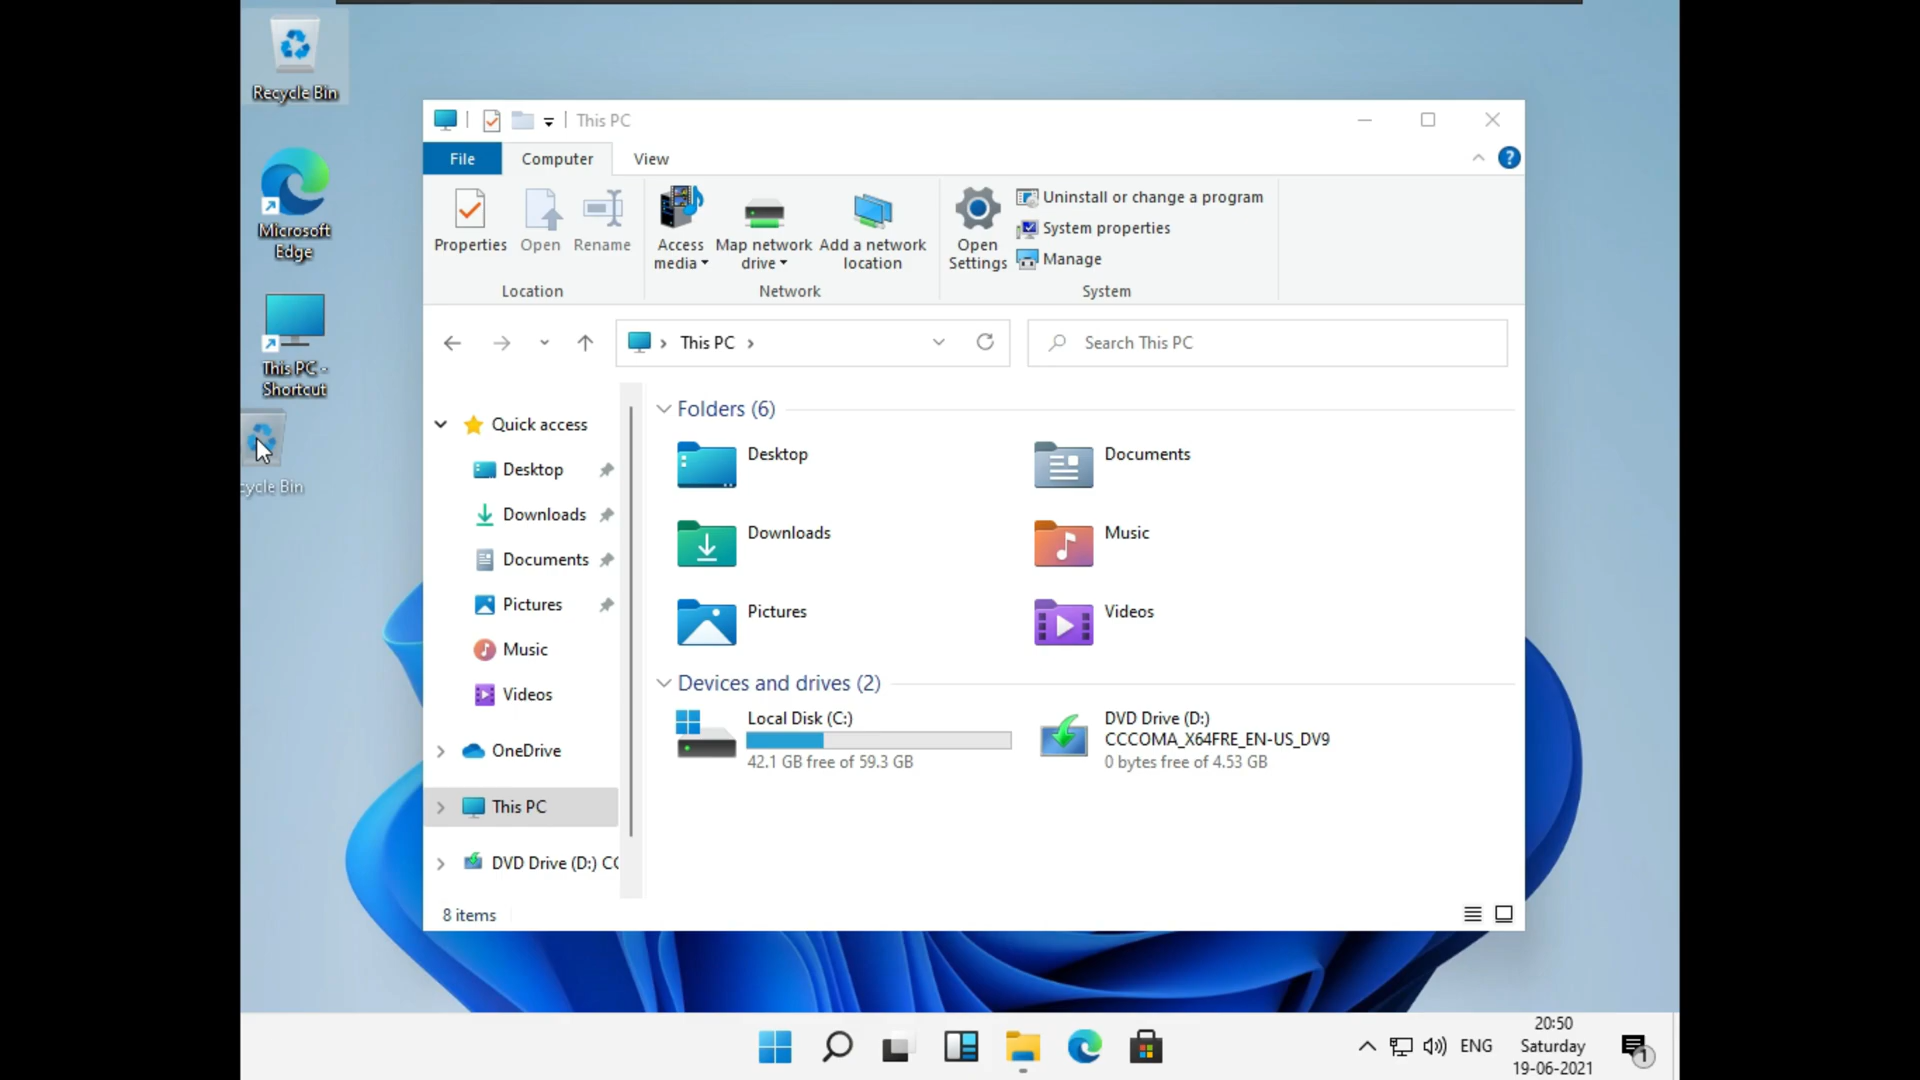 Recycle Bin
Microsoft
Edge
This PC -
Shortcut
cycle Bin
This PC
File
Computer
View
?
Properties
Open
Rename
Access
media
Map network
drive
Add a network
location
Open
Settings
Uninstall or change a program
System properties
Manage
Location
Network
System
This PC
Search This PC
Quick access
Desktop
Downloads
Documents
Pictures
Music
Videos
OneDrive
This PC
DVD Drive (D:) CC
Folders (6)
Desktop
Documents
Downloads
Music
Pictures
Videos
Devices and drives (2)
Local Disk (C:)
42.1 GB free of 59.3 GB
DVD Drive (D:)
CCCOMA_X64FRE_EN-US_DV9
0 bytes free of 4.53 GB
8 items
ENG
20:50
Saturday
19-06-2021
1